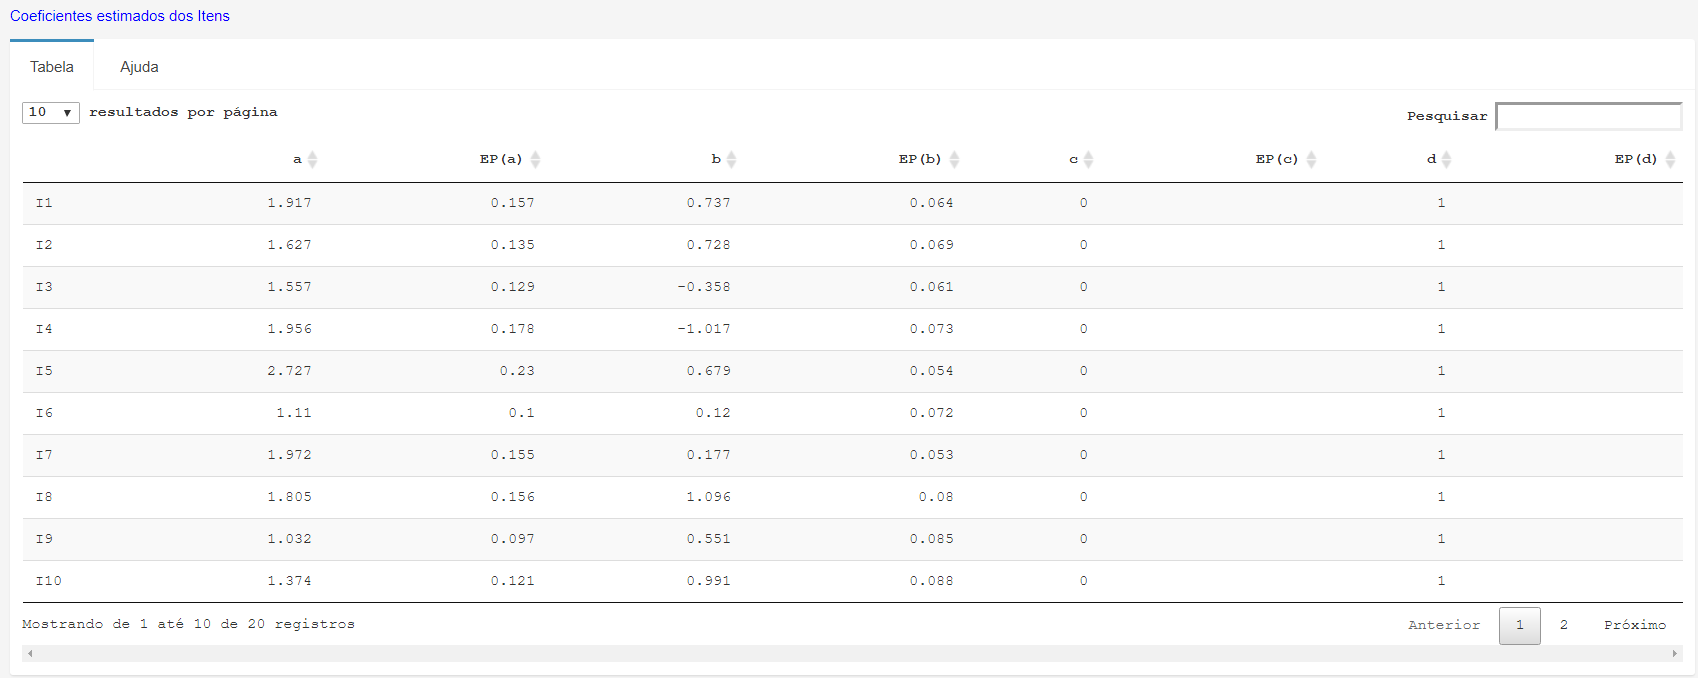 Coeficientes estimados dos Itens
Tabela Ajuda
10 resultados por página Pesquisar
a EP(a) b EP(b) c EP(c) d EP(d)
I1 1.917 0.157 0.737 0.064 0 1
I2 1.627 0.135 0.728 0.069 0 1
I3 1.557 0.129 -0.358 0.061 0 1
I4 1.956 0.178 -1.017 0.073 0 1
I5 2.727 0.23 0.679 0.054 0 1
I6 1.11 0.1 0.12 0.072 0 1
I7 1.972 0.155 0.177 0.053 0 1
I8 1.805 0.156 1.096 0.08 0 1
I9 1.032 0.097 0.551 0.085 0 1
I10 1.374 0.121 0.991 0.088 0 1
Mostrando de 1 até 10 de 20 registros Anterior 1 2 Próximo